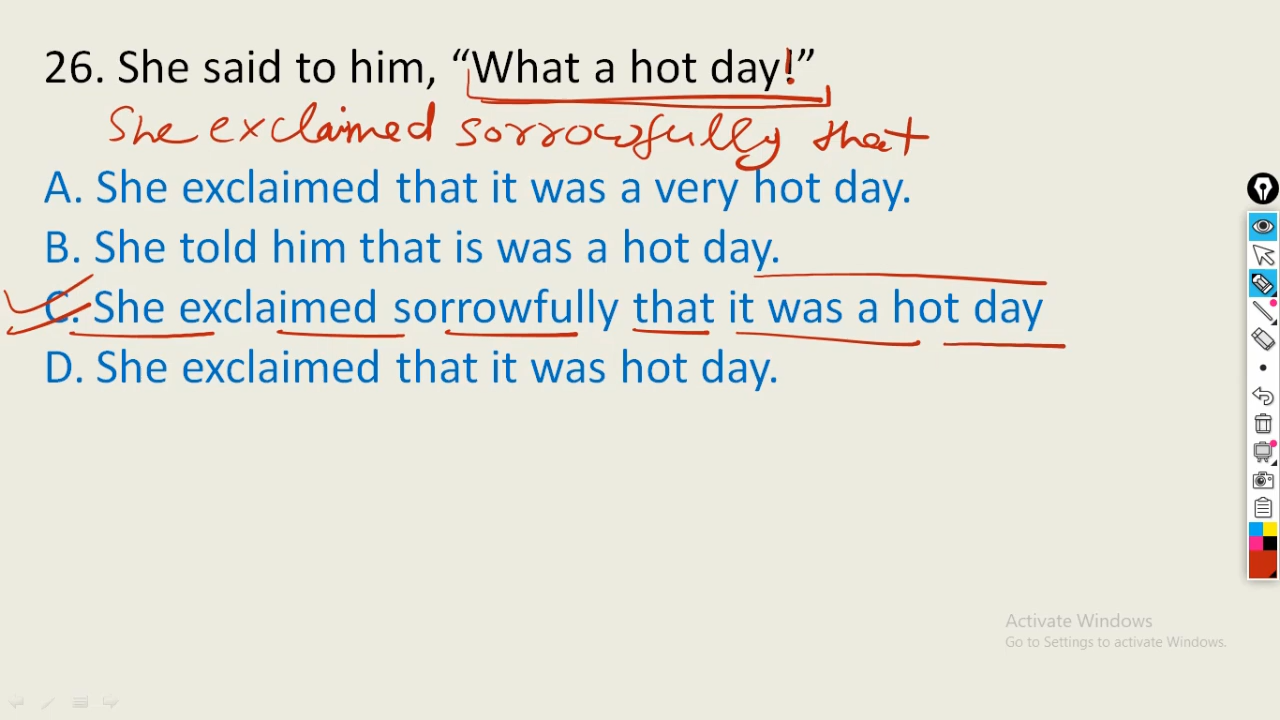 26. She said to him, “What a hot day!”
She exclaimed sorrowfully that
A. She exclaimed that it was a very hot day.
B. She told him that is was a hot day.
C. She exclaimed sorrowfully that it was a hot day
D. She exclaimed that it was hot day.
Activate Windows
Go to Settings to activate Windows.